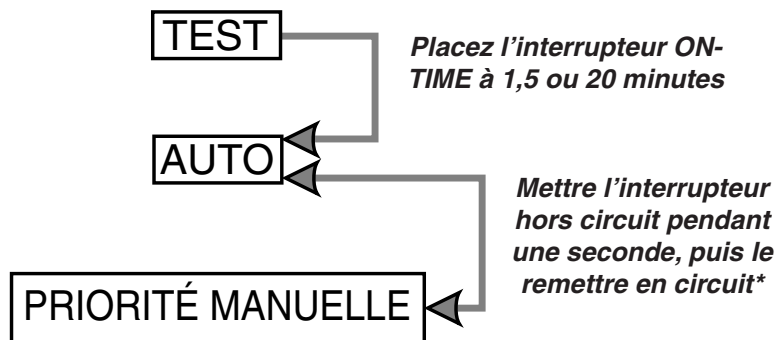 TEST
Placez l’interrupteur ON-
TIME à 1,5 ou 20 minutes
AUTO
Mettre l’interrupteur
hors circuit pendant
une seconde, puis le
remettre en circuit*
PRIORITÉ MANUELLE